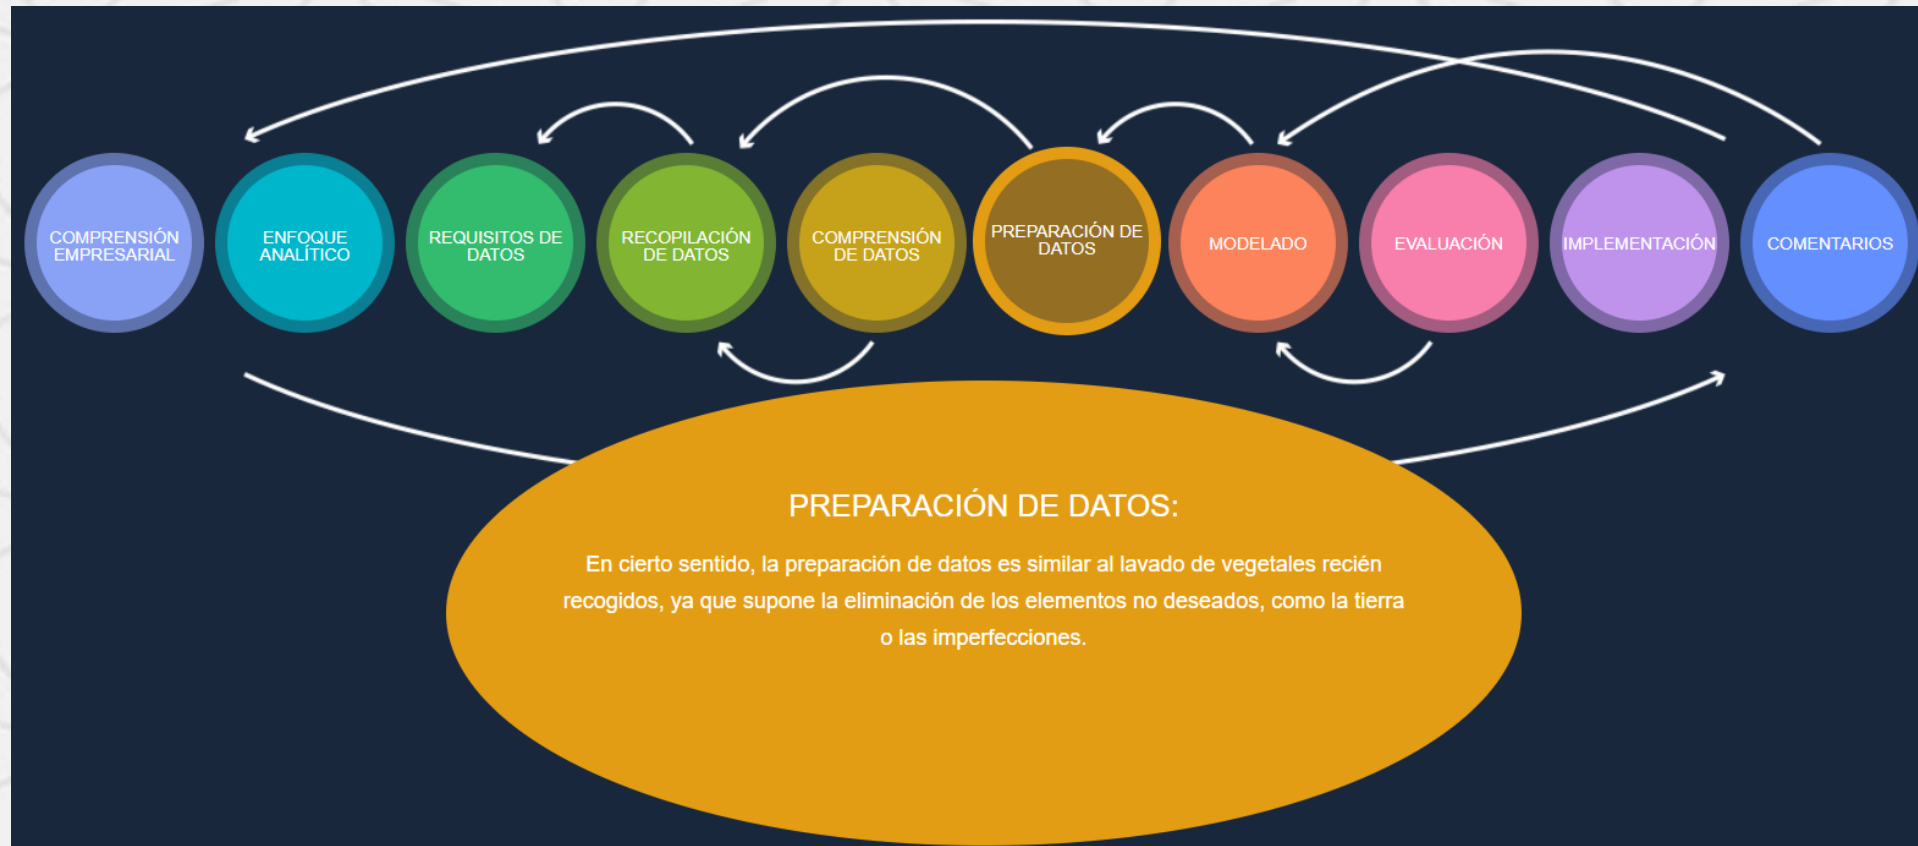 COMPRENSIÓN
EMPRESARIAL
ENFOQUE
ANALÍTICO
REQUISITOS DE
DATOS
RECOPILACIÓN
DE DATOS
COMPRENSIÓN
DE DATOS
PREPARACIÓN DE
DATOS
MODELADO
EVALUACIÓN
IMPLEMENTACIÓN
COMENTARIOS
PREPARACIÓN DE DATOS:
En cierto sentido, la preparación de datos es similar al lavado de vegetales recién
recogidos, ya que supone la eliminación de los elementos no deseados, como la tierra
o las imperfecciones.